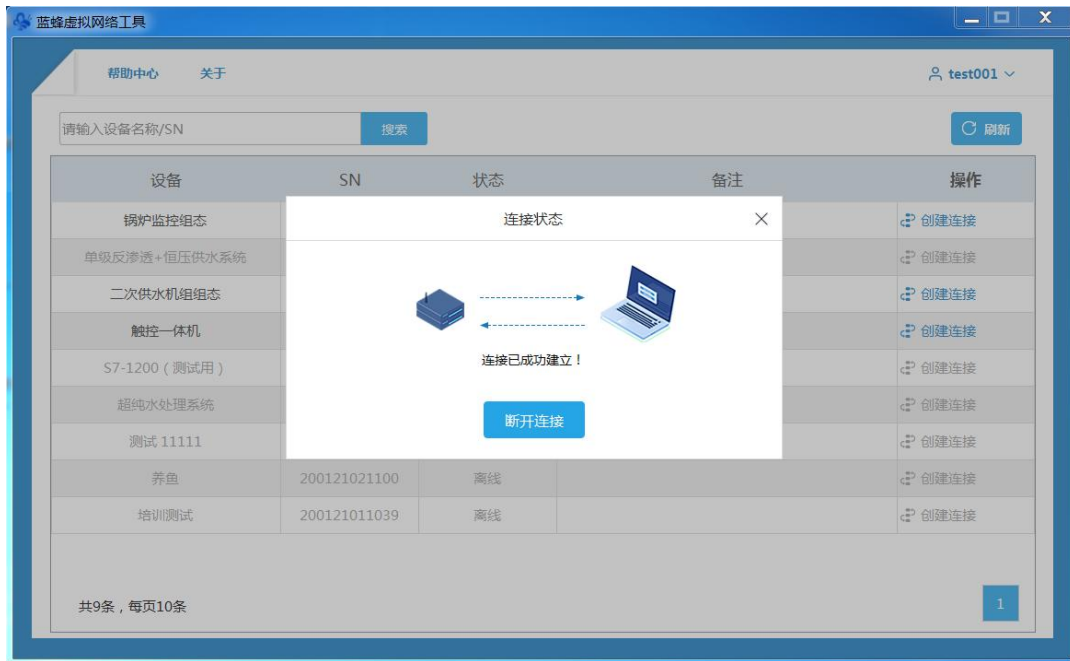 蓝蜂虚拟网络工具
帮助中心 关于 test001
请输入设备名称/SN 搜索 刷新
设备 SN 状态 备注 操作
连接状态
锅炉监控组态 创建连接
单级反渗透+恒压供水系统 创建连接
二次供水机组组态 创建连接
触控一体机 创建连接
连接已成功建立！
S7-1200（测试用） 创建连接
超纯水处理系统 创建连接
断开连接
测试 11111 创建连接
养鱼 200121021100 离线 创建连接
培训测试 200121011039 离线 创建连接
共9条，每页10条 1